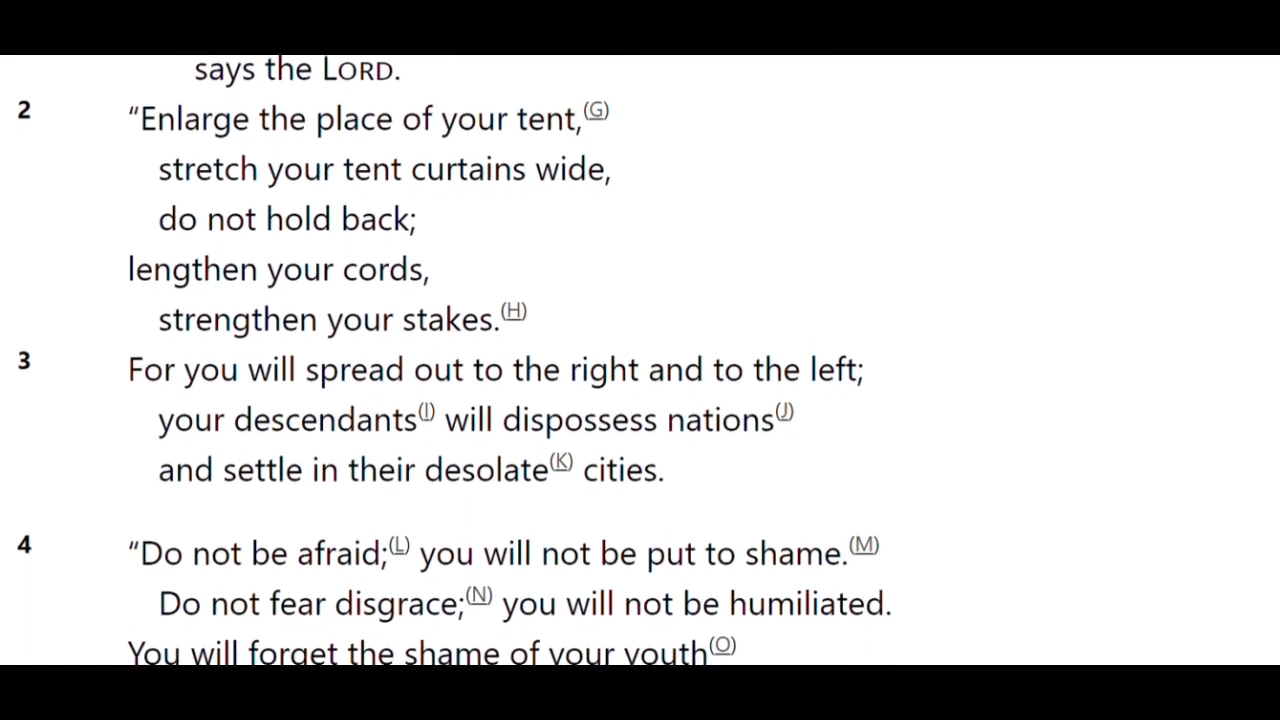 says the LORD.
2 “Enlarge the place of your tent,(G)
stretch your tent curtains wide,
do not hold back;
lengthen your cords,
strengthen your stakes.(H)
3 For you will spread out to the right and to the left;
your descendants(I) will dispossess nations(J)
and settle in their desolate(K) cities.
4 “Do not be afraid;(L) you will not be put to shame.(M)
Do not fear disgrace;(N) you will not be humiliated.
You will forget the shame of your youth(O)